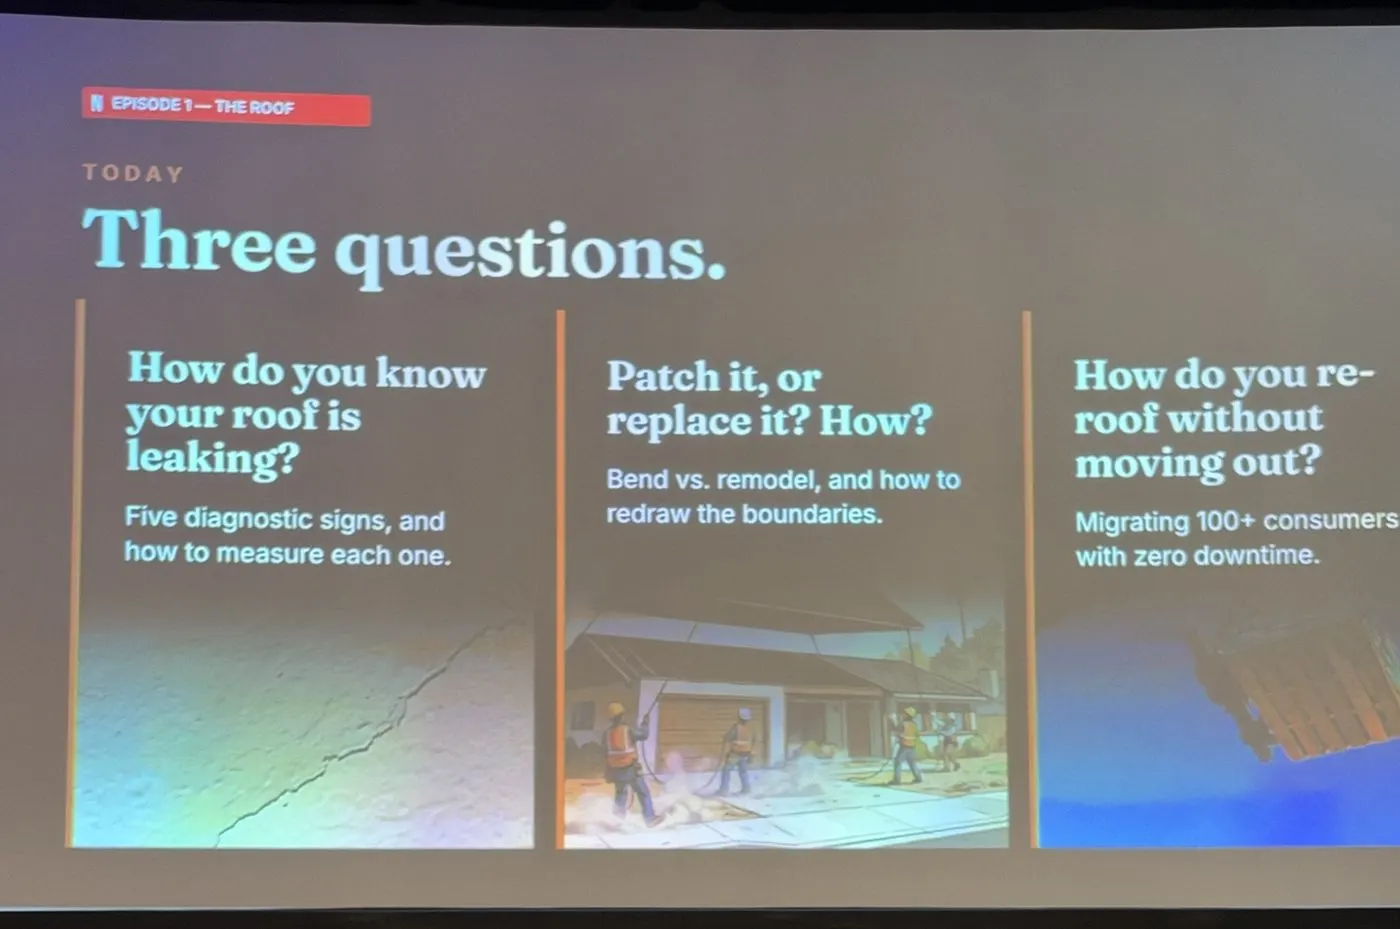 N EPISODE 1 — THE ROOF
TODAY
Three questions.
How do you know
your roof is
leaking?
Five diagnostic signs, and
how to measure each one.
Patch it, or
replace it? How?
Bend vs. remodel, and how to
redraw the boundaries.
How do you re-
roof without
moving out?
Migrating 100+ consumers
with zero downtime.